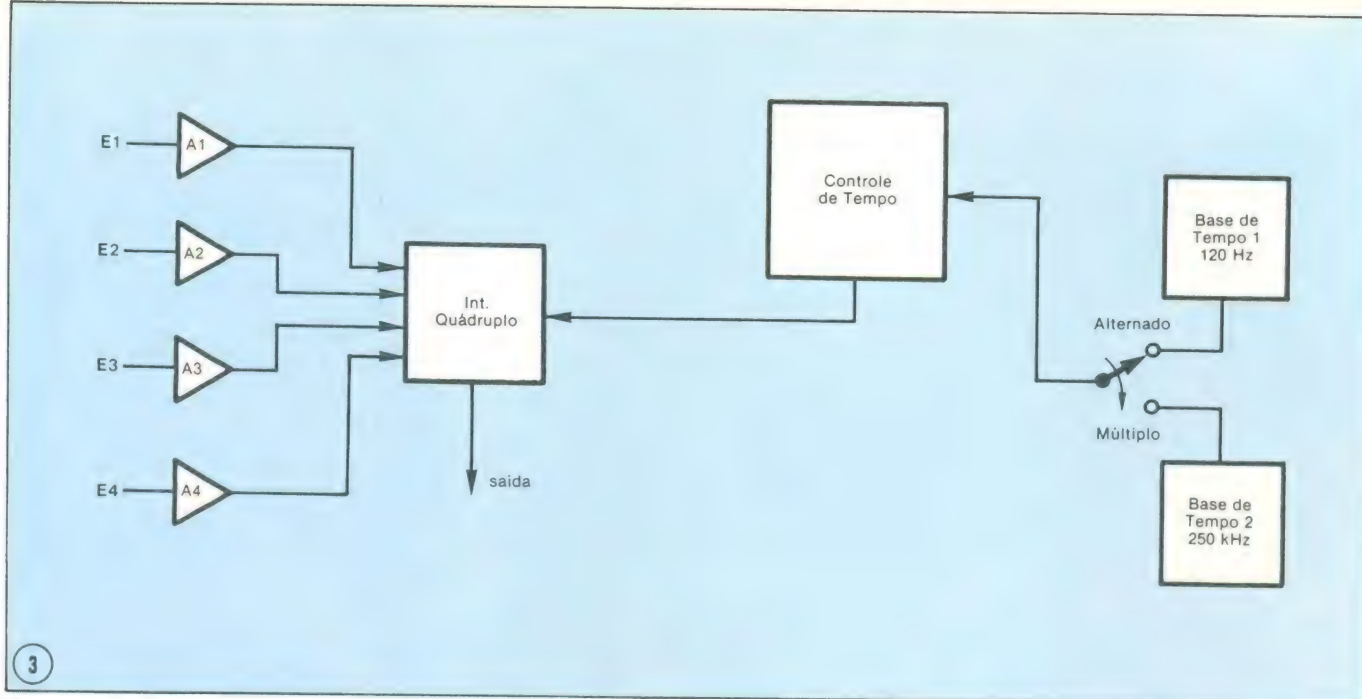 E1
A1
E2
A2
E3
A3
E4
A4
Int.
Quádruplo
saida
Controle
de Tempo
Alternado
Múltiplo
Base de
Tempo 1
120 Hz
Base de
Tempo 2
250 kHz
3